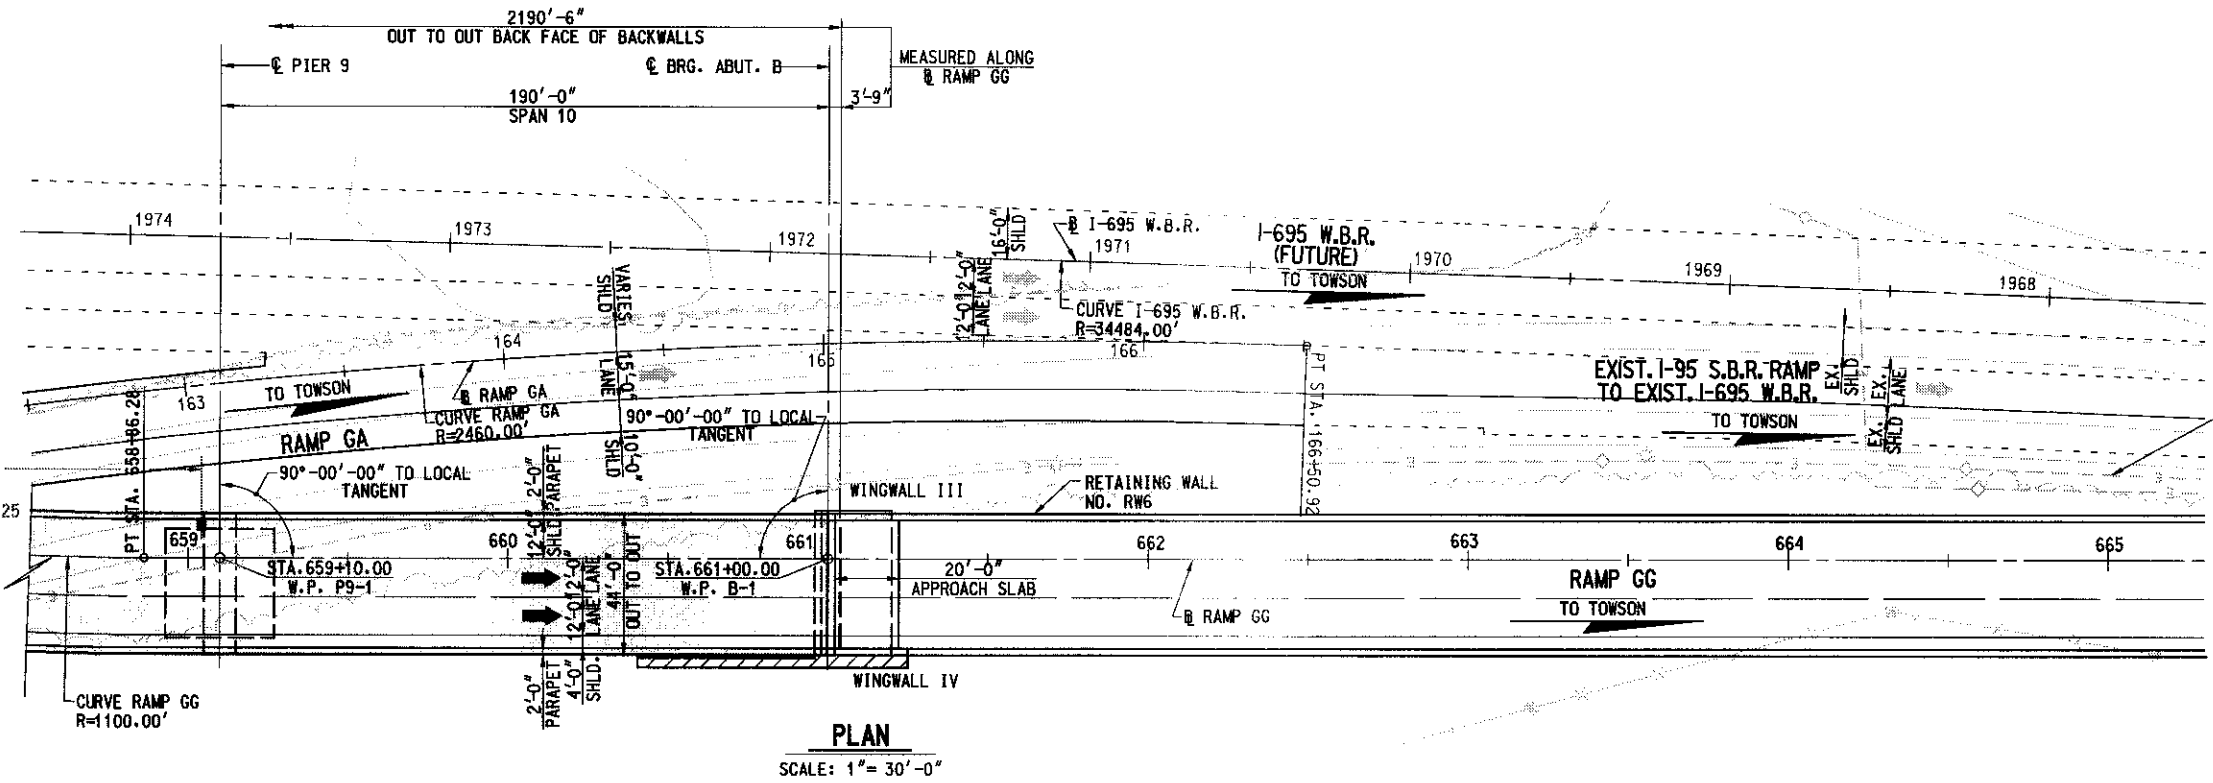 2190'-6"
OUT TO OUT BACK FACE OF BACKWALLS
℄ PIER 9
℄ BRG. ABUT. B
MEASURED ALONG
℔ RAMP GG
190'-0"
SPAN 10
3'-9"
1974
1973
1972
1971
1970
1969
1968
16'-0"
SHLD
℔ I-695 W.B.R.
I-695 W.B.R.
(FUTURE)
TO TOWSON
VARIES
SHLD
12'-0"
LANE
12'-0"
LANE
CURVE I-695 W.B.R.
R=34484.00'
163
164
165
166
TO TOWSON
℔ RAMP GA
CURVE RAMP GA
R=2460.00'
RAMP GA
15'-0"
LANE
10'-0"
SHLD
90°-00'-00" TO LOCAL
TANGENT
90°-00'-00" TO LOCAL
TANGENT
PT STA. 166+50.92
EXIST. I-95 S.B.R. RAMP
TO EXIST. I-695 W.B.R.
TO TOWSON
EX.
SHLD
EX.
LANE
EX.
SHLD
WINGWALL III
RETAINING WALL
NO. RW6
25
659
660
661
662
663
664
665
STA.659+10.00
W.P. P9-1
2'-0"
PARAPET
12'-0"
SHLD
12'-0"
LANE
12'-0"
LANE
44'-0"
OUT TO OUT
STA.661+00.00
W.P. B-1
20'-0"
APPROACH SLAB
℔ RAMP GG
RAMP GG
TO TOWSON
2'-0"
PARAPET
4'-0"
SHLD.
WINGWALL IV
CURVE RAMP GG
R=1100.00'
PLAN
SCALE: 1"= 30'-0"